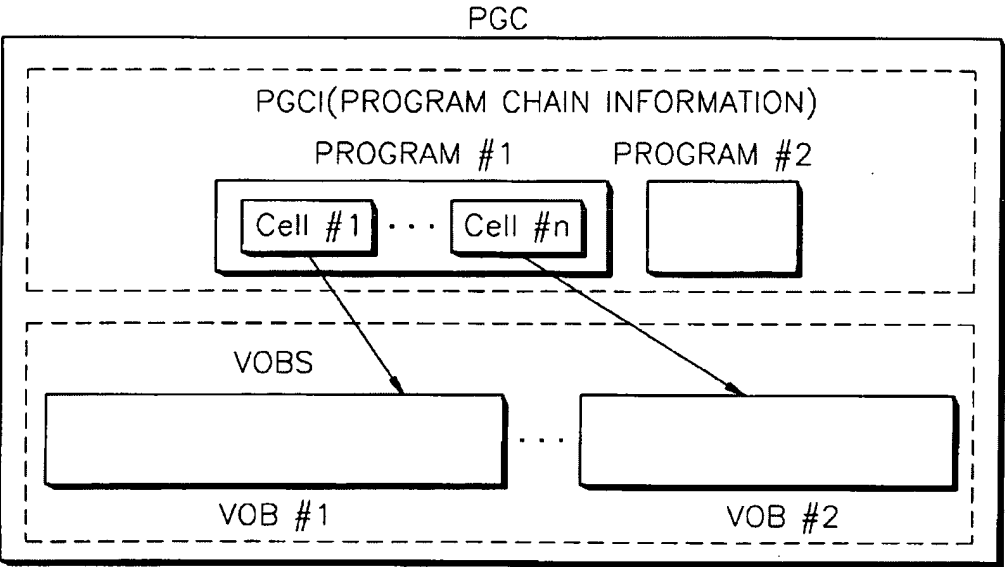 PGC
PGCI(PROGRAM CHAIN INFORMATION)
PROGRAM #1 PROGRAM #2
Cell #1 ··· Cell #n
VOBS
···
VOB #1 VOB #2